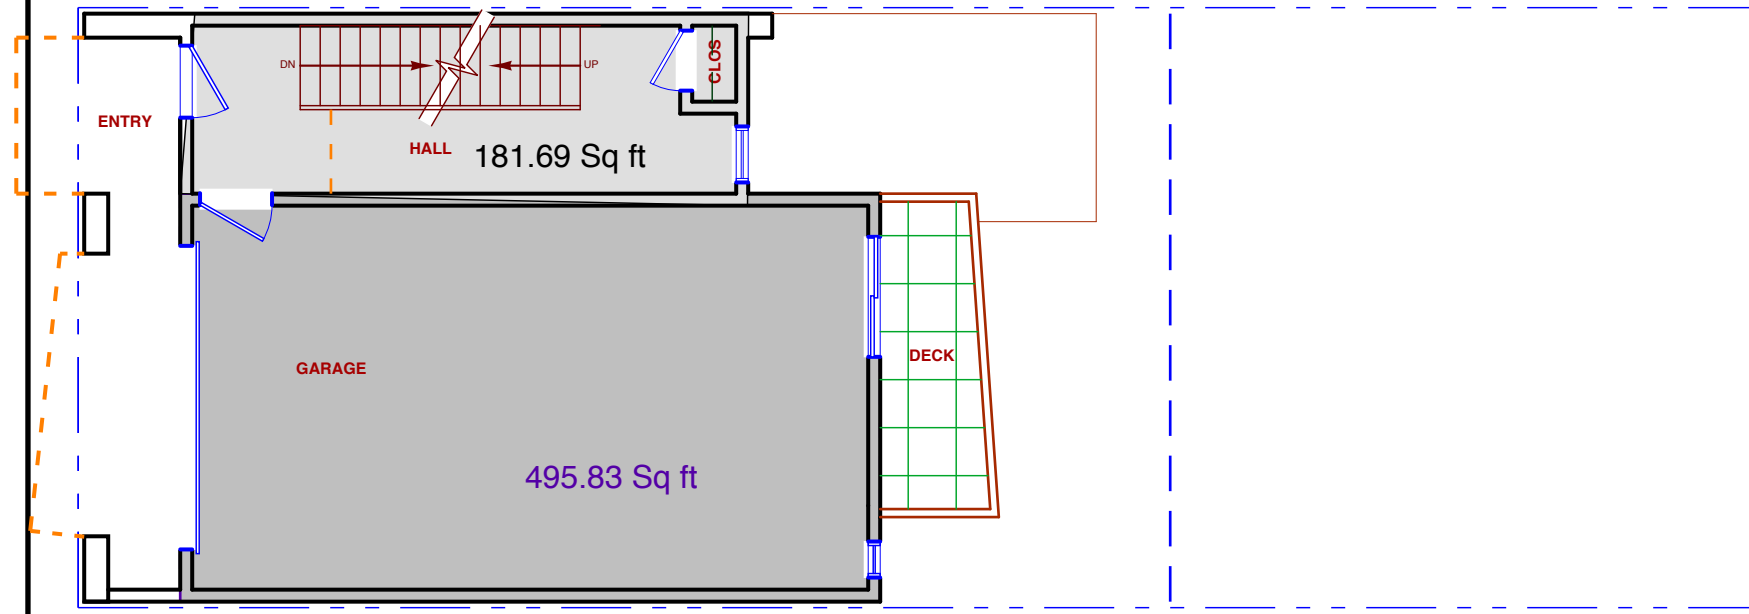 DN
UP
CLOS
ENTRY
HALL
181.69 Sq ft
DECK
GARAGE
495.83 Sq ft